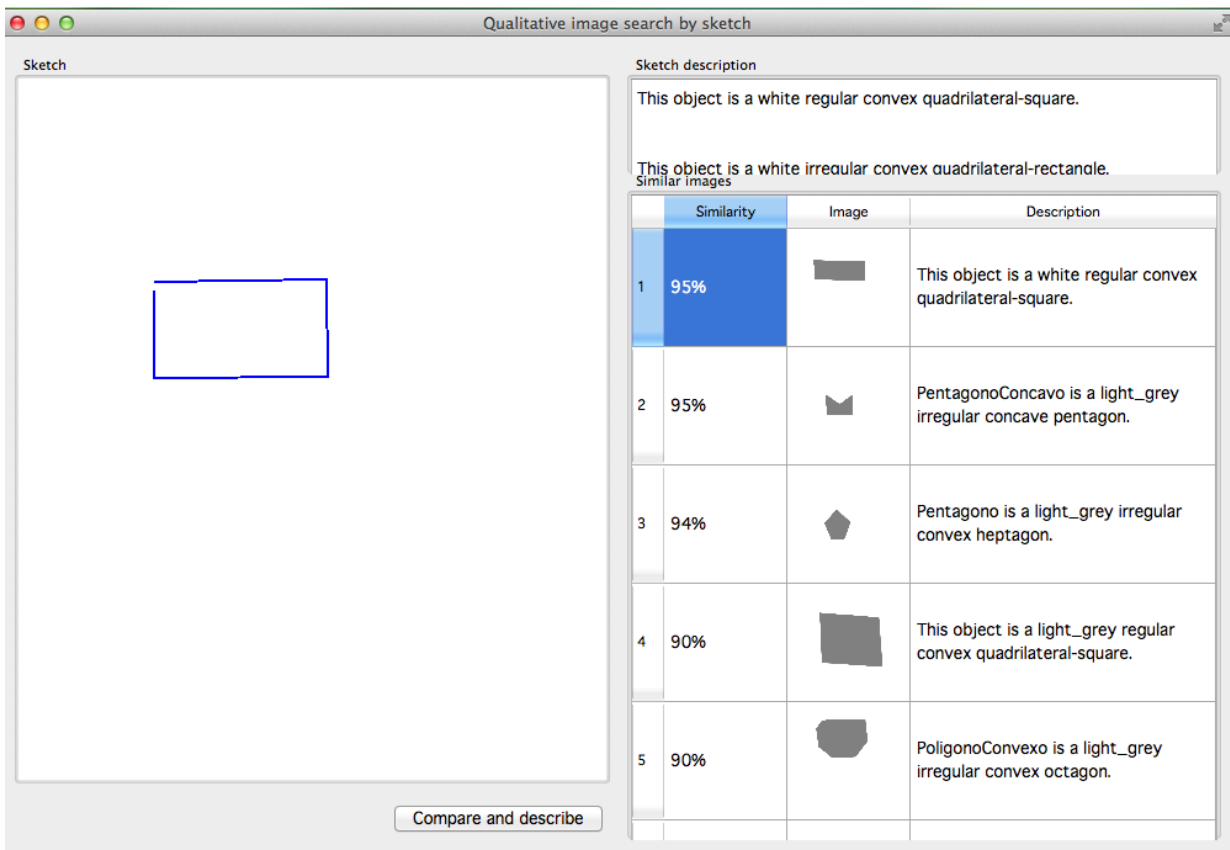 Qualitative image search by sketch
Sketch
Sketch description
This object is a white regular convex quadrilateral-square.
This object is a white irregular convex quadrilateral-rectangle.
Similar images
Similarity Image Description
1 95% This object is a white regular convex
quadrilateral-square.
2 95% PentagonoConcavo is a light_grey
irregular concave pentagon.
3 94% Pentagono is a light_grey irregular
convex heptagon.
4 90% This object is a light_grey regular
convex quadrilateral-square.
5 90% PoligonoConvexo is a light_grey
irregular convex octagon.
Compare and describe